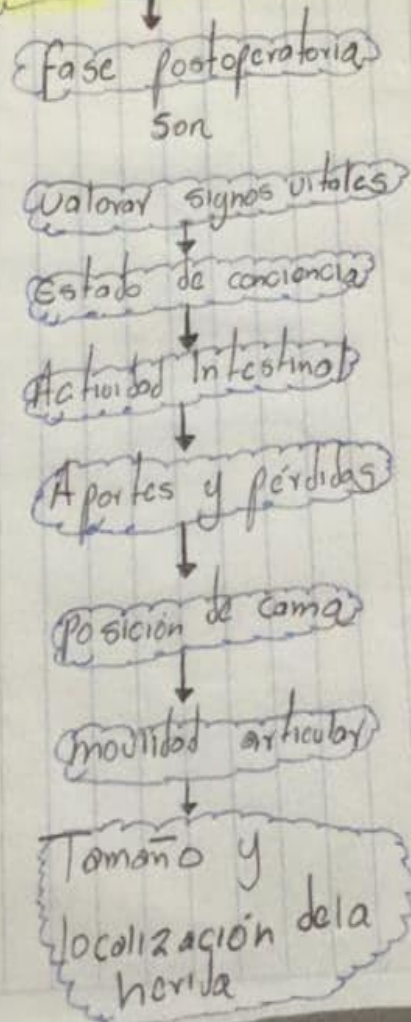 fase postoperatoria
son
valorar signos vitales
Estado de conciencia
Actividad Intestinal
Aportes y pérdidas
Posición de cama
movilidad articular
Tamaño y
localización dela
herida